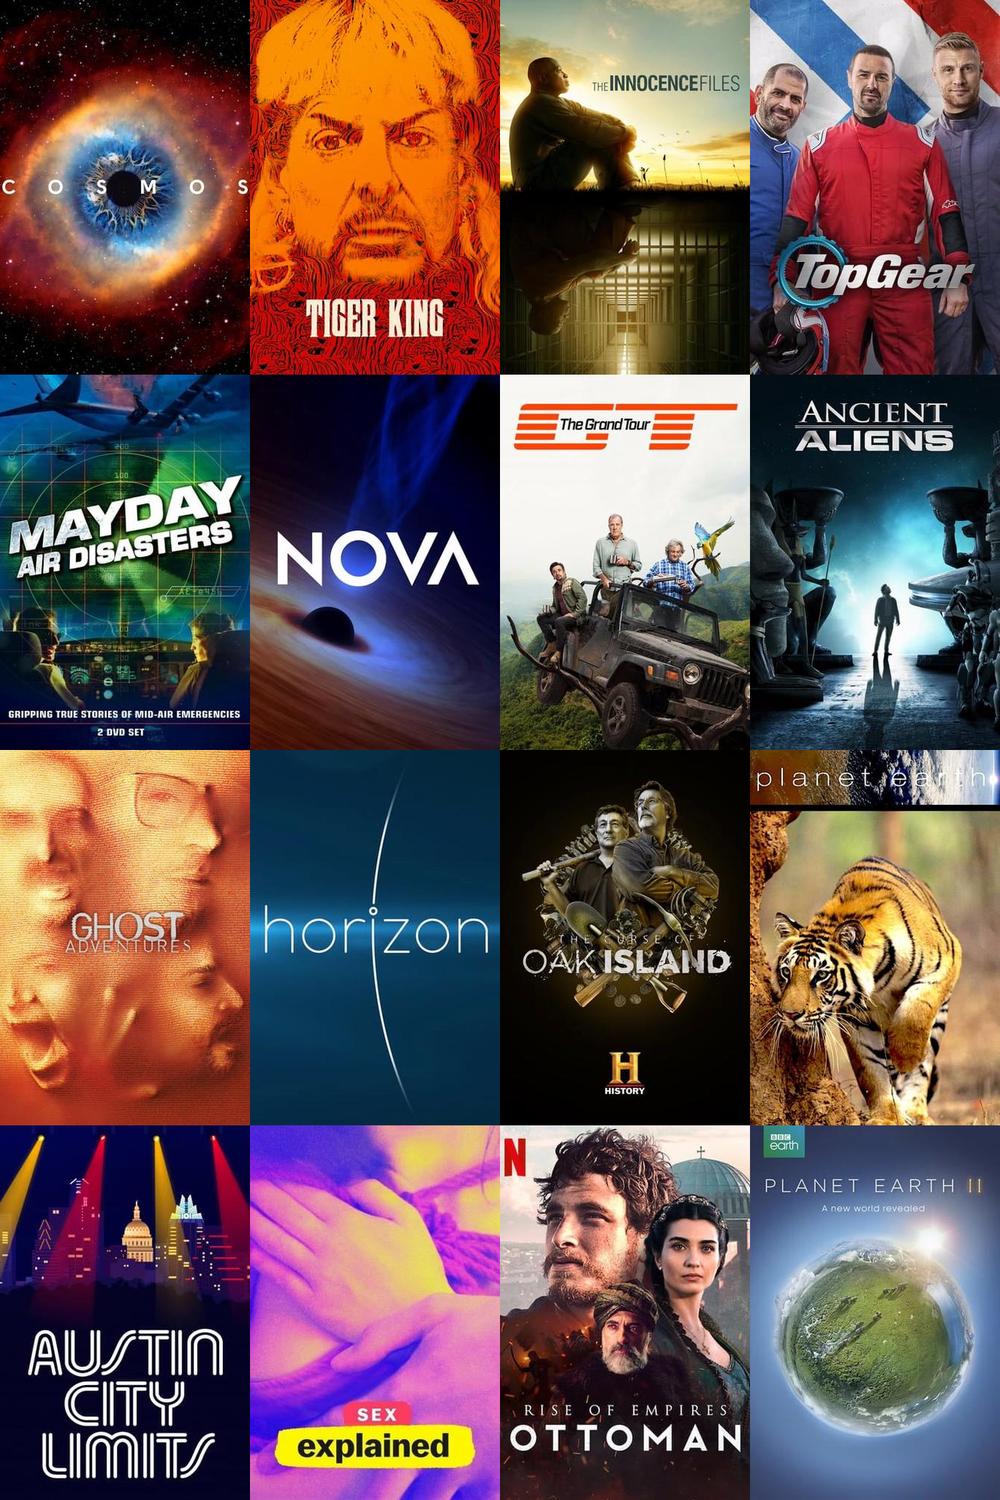 COSMOS
TIGER KING
THE INNOCENCE FILES
TopGear
MAYDAY
AIR DISASTERS
GRIPPING TRUE STORIES OF MID-AIR EMERGENCIES
2 DVD SET
NOVA
GT
The Grand Tour
ANCIENT
ALIENS
GHOST
ADVENTURES
horizon
THE CURSE OF
OAK ISLAND
H
HISTORY
planet earth
AUSTIN
CITY
LIMITS
SEX
explained
N
RISE OF EMPIRES
OTTOMAN
BBC
earth
PLANET EARTH II
A new world revealed